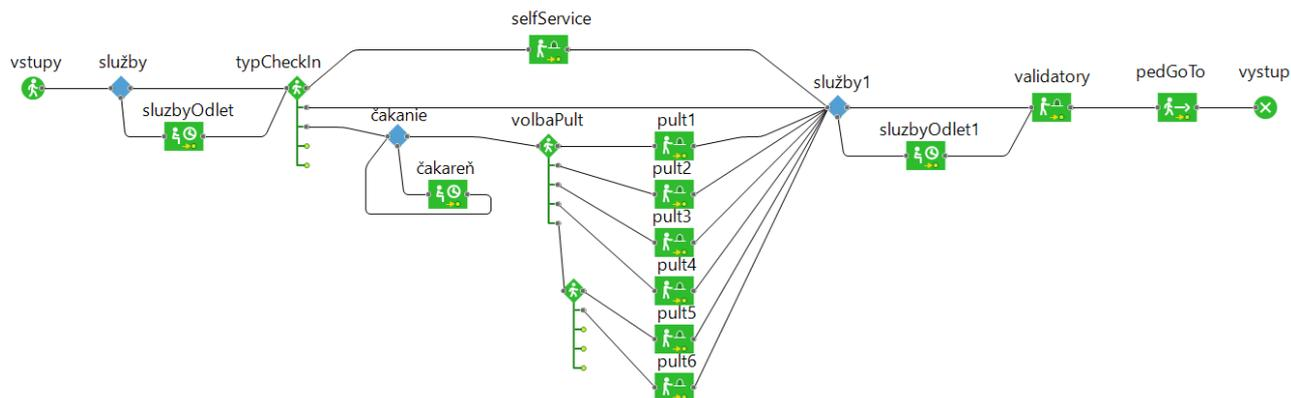 selfService
vstupy
služby
typCheckIn
sluzbyOdlet
čakanie
čakareň
volbaPult
pult1
pult2
pult3
pult4
pult5
pult6
služby1
sluzbyOdlet1
validatory
pedGoTo
vystup